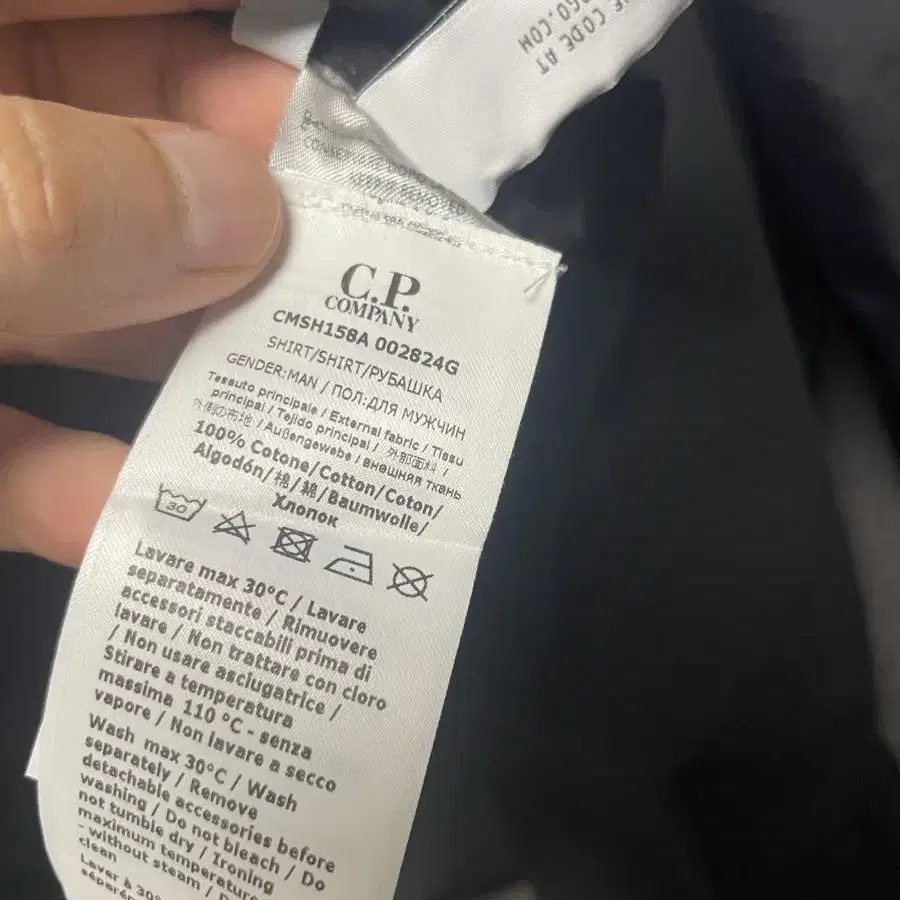 E CODE AT
GO.COM
C.P.
COMPANY
CMSH158A 002824G
SHIRT/SHIRT/РУБАШКА
GENDER:MAN / ПОЛ:ДЛЯ МУЖЧИН
Tessuto principale / External fabric / Tissu
principal / Tejido principal / 外部面料 /
外側の布地 / Außengewebe / внешняя ткань
100% Cotone/Cotton/Coton/
Algodón/棉/綿/Baumwolle/
Хлопок
30
Lavare max 30°C / Lavare
separatamente / Rimuovere
accessori staccabili prima di
lavare / Non trattare con cloro
/ Non usare asciugatrice /
Stirare a temperatura
massima 110 °C - senza
vapore / Non lavare a secco
Wash max 30°C / Wash
separately / Remove
detachable accessories before
washing / Do not bleach / Do
not tumble dry / Ironing
maximum temperature
- without steam /
clean
Laver à 30°